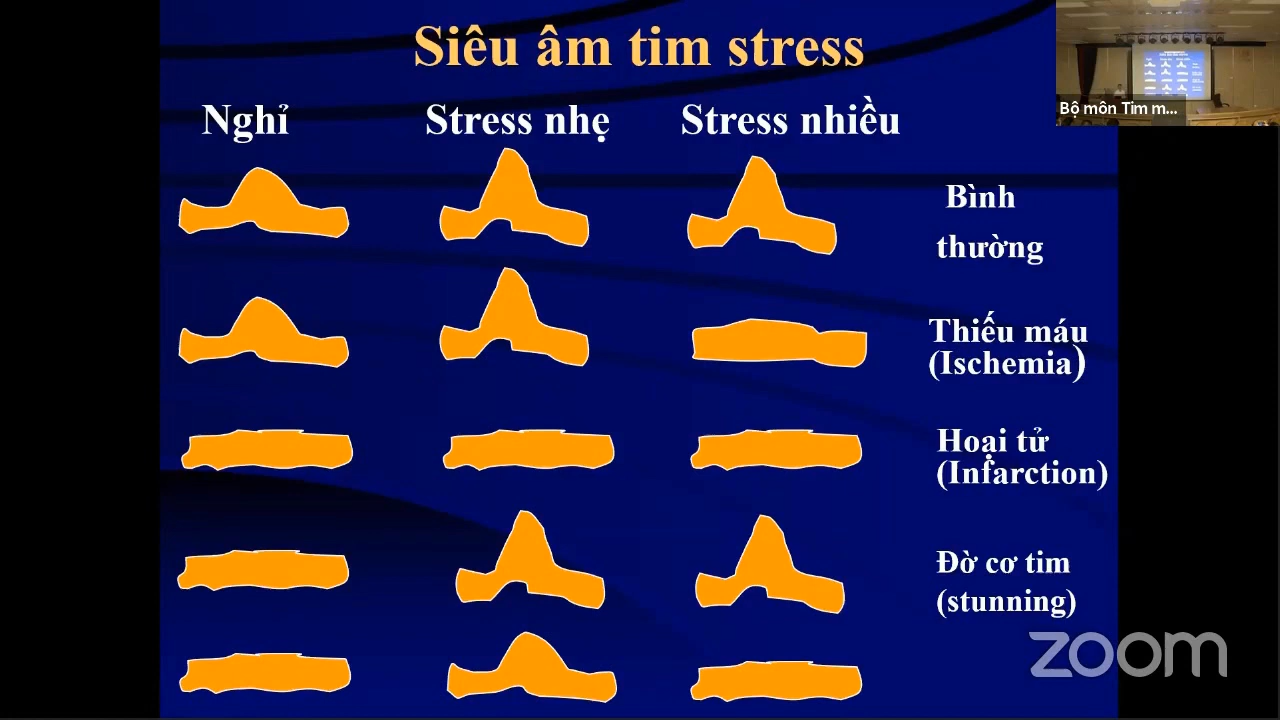 Siêu âm tim stress
Bộ môn Tim m...
Nghỉ Stress nhẹ Stress nhiều
Bình
thường
Thiếu máu
(Ischemia)
Hoại tử
(Infarction)
Đờ cơ tim
(stunning)
zoom